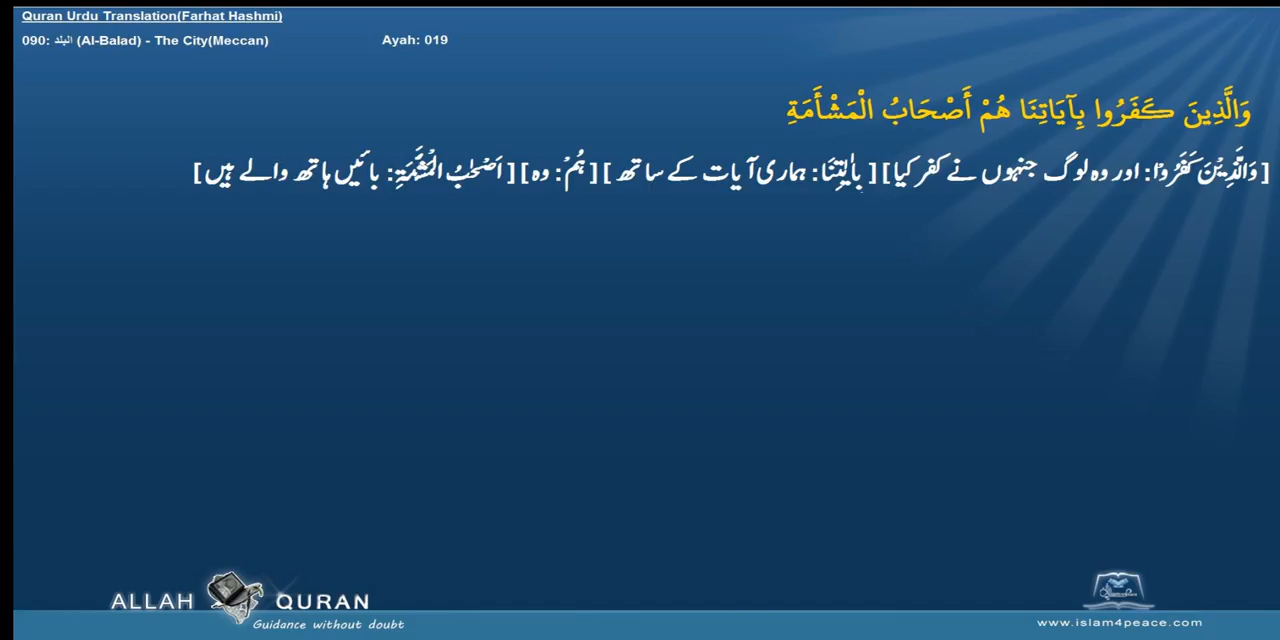 Quran Urdu Translation(Farhat Hashmi)
090: البلد (Al-Balad) - The City(Meccan) Ayah: 019
وَالَّذِينَ كَفَرُوا بِآيَاتِنَا هُمْ أَصْحَابُ الْمَشْأَمَةِ
[وَالَّذِيْنَ كَفَرُوْا: اور وہ لوگ جنہوں نے کفر کیا] [بِاٰيٰتِنَا: ہماری آیات کے ساتھ] [هُمْ: وہ] [اَصْحٰبُ الْمَشْـَٔمَةِ: بائیں ہاتھ والے ہیں]
ALLAH QURAN
Guidance without doubt
www.islam4peace.com